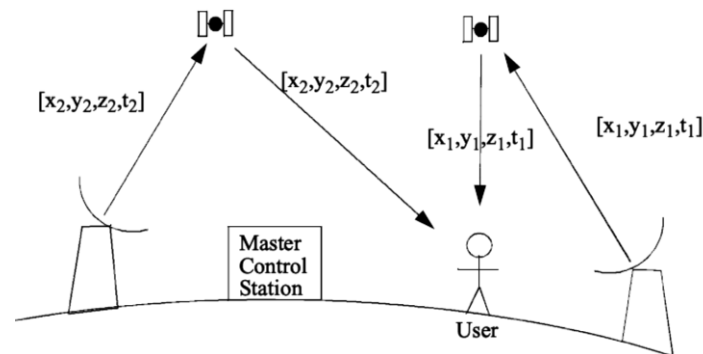 [x₂,y₂,z₂,t₂]
[x₂,y₂,z₂,t₂]
[x₁,y₁,z₁,t₁]
[x₁,y₁,z₁,t₁]
Master
Control
Station
User